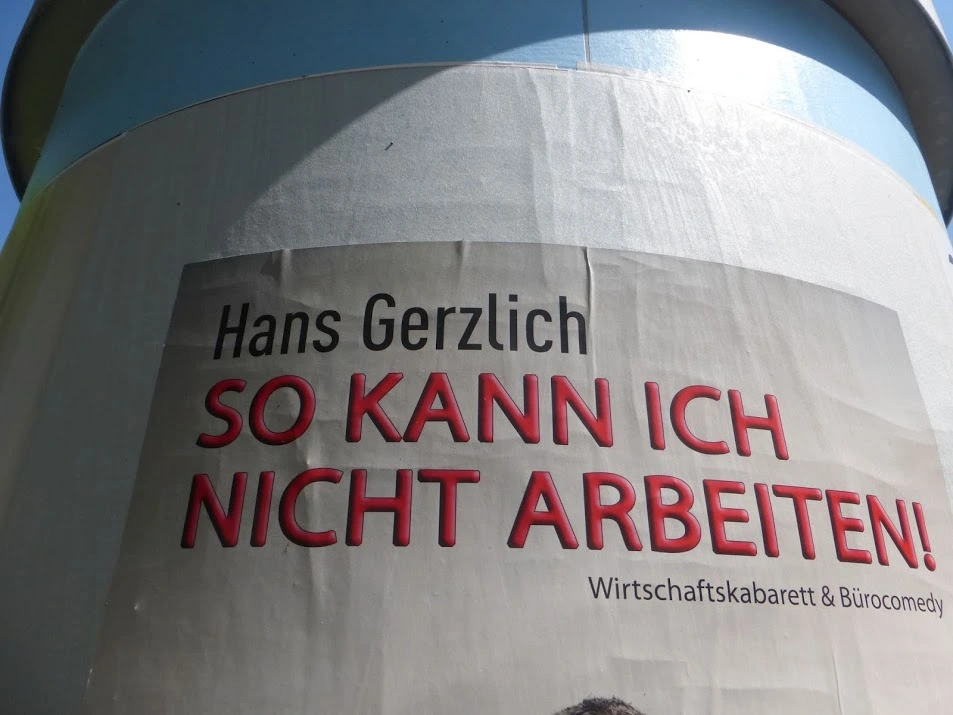 Hans Gerzlich
SO KANN ICH
NICHT ARBEITEN!
Wirtschaftskabarett & Bürocomedy